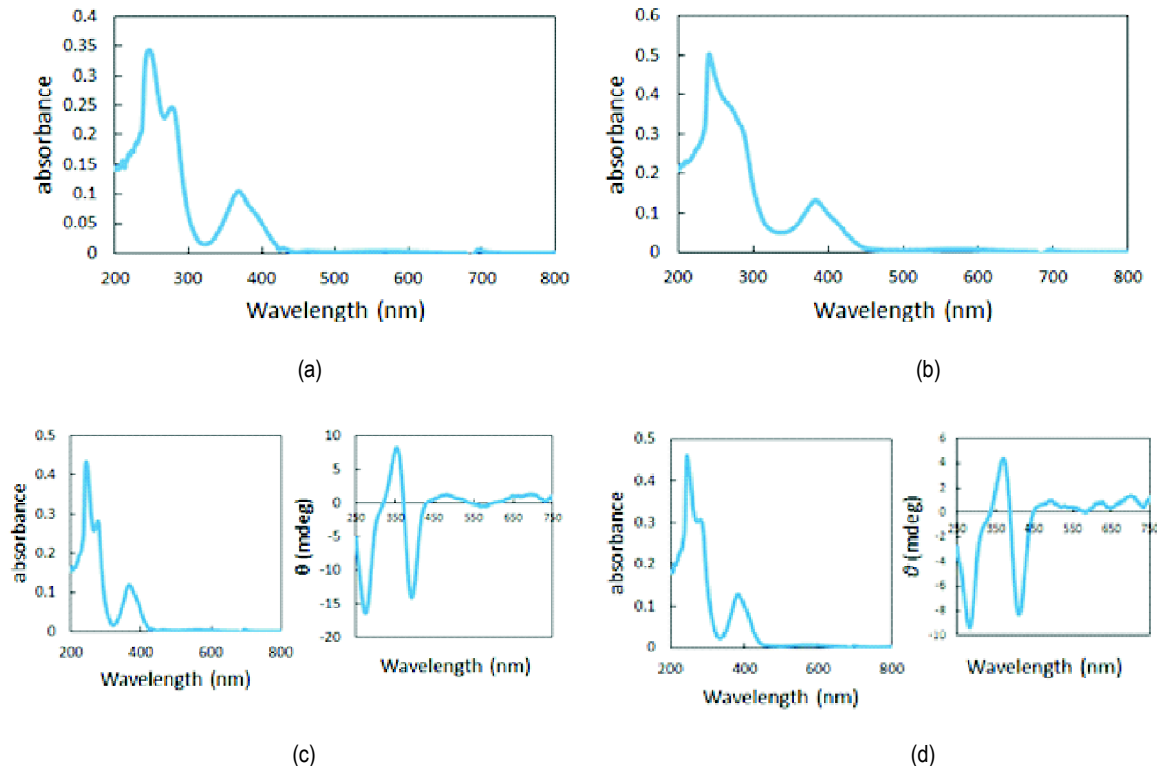 0.4
0.35
0.3
0.25
0.2
0.15
0.1
0.05
0
absorbance
200 300 400 500 600 700 800
Wavelength (nm)
(a)
0.6
0.5
0.4
0.3
0.2
0.1
0
absorbance
200 300 400 500 600 700 800
Wavelength (nm)
(b)
0.5
0.4
0.3
0.2
0.1
0
absorbance
200 400 600 800
Wavelength (nm)
10
5
0
-5
-10
-15
-20
θ (mdeg)
250 350 450 550 650 750
Wavelength (nm)
(c)
0.5
0.4
0.3
0.2
0.1
0
absorbance
200 300 400 500 600 700 800
Wavelength (nm)
6
4
2
0
-2
-4
-6
-8
-10
θ (mdeg)
250 350 450 550 650 750
Wavelength (nm)
(d)